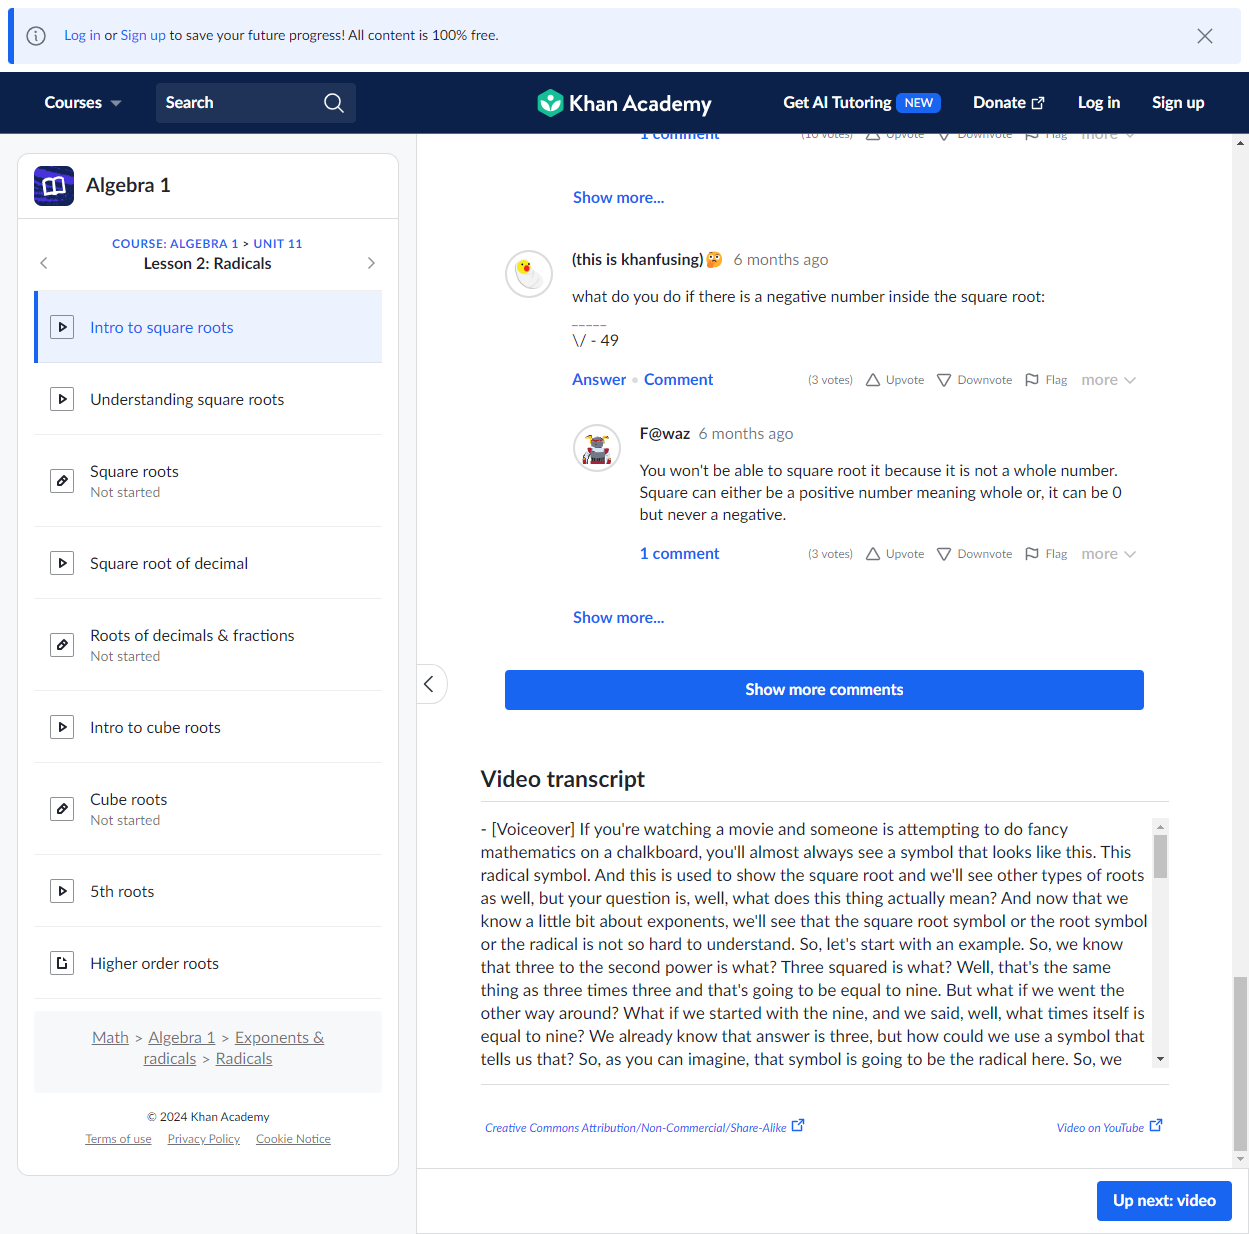 Log in or Sign up to save your future progress! All content is 100% free.
Courses
Search
Khan Academy
Get AI Tutoring NEW
Donate
Log in
Sign up
Algebra 1
COURSE: ALGEBRA 1 > UNIT 11
Lesson 2: Radicals
Intro to square roots
Understanding square roots
Square roots
Not started
Square root of decimal
Roots of decimals & fractions
Not started
Intro to cube roots
Cube roots
Not started
5th roots
Higher order roots
Math > Algebra 1 > Exponents &
radicals > Radicals
© 2024 Khan Academy
Terms of use Privacy Policy Cookie Notice
1 comment (10 votes) Upvote Downvote Flag more
Show more...
(this is khanfusing)🫤 6 months ago
what do you do if there is a negative number inside the square root:
_____
\/ - 49
Answer • Comment (3 votes) Upvote Downvote Flag more
F@waz 6 months ago
You won't be able to square root it because it is not a whole number.
Square can either be a positive number meaning whole or, it can be 0
but never a negative.
1 comment (3 votes) Upvote Downvote Flag more
Show more...
Show more comments
Video transcript
- [Voiceover] If you're watching a movie and someone is attempting to do fancy
mathematics on a chalkboard, you'll almost always see a symbol that looks like this. This
radical symbol. And this is used to show the square root and we'll see other types of roots
as well, but your question is, well, what does this thing actually mean? And now that we
know a little bit about exponents, we'll see that the square root symbol or the root symbol
or the radical is not so hard to understand. So, let's start with an example. So, we know
that three to the second power is what? Three squared is what? Well, that's the same
thing as three times three and that's going to be equal to nine. But what if we went the
other way around? What if we started with the nine, and we said, well, what times itself is
equal to nine? We already know that answer is three, but how could we use a symbol that
tells us that? So, as you can imagine, that symbol is going to be the radical here. So, we
Creative Commons Attribution/Non-Commercial/Share-Alike
Video on YouTube
Up next: video